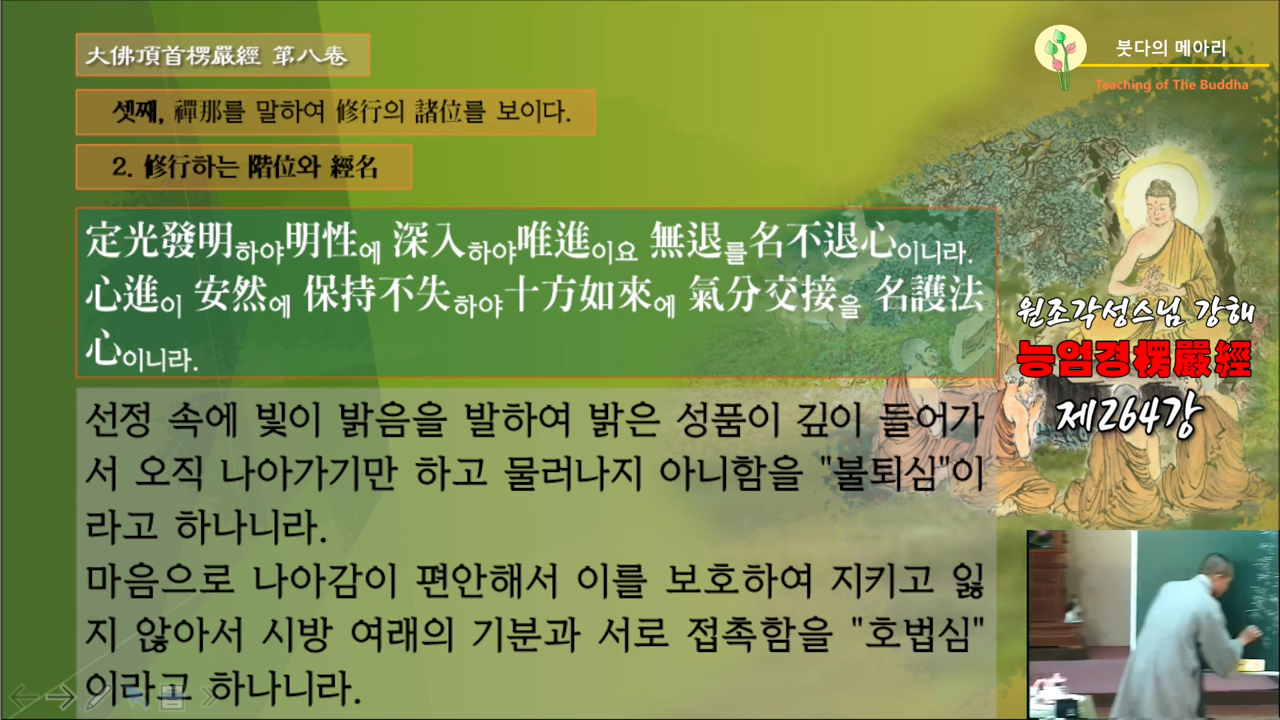 大佛頂首楞嚴經 第八卷
셋째, 禪那를 말하여 修行의 諸位를 보이다.
2. 修行하는 階位와 經名
定光發明하야明性에 深入하야唯進이요 無退를名不退心이니라.
心進이 安然에 保持不失하야十方如來에 氣分交接을 名護法
心이니라.
선정 속에 빛이 밝음을 발하여 밝은 성품이 깊이 들어가
서 오직 나아가기만 하고 물러나지 아니함을 "불퇴심"이
라고 하나니라.
마음으로 나아감이 편안해서 이를 보호하여 지키고 잃
지 않아서 시방 여래의 기분과 서로 접촉함을 "호법심"
이라고 하나니라.
붓다의 메아리
Teaching of The Buddha
원조각성스님 강해
능엄경楞嚴經
제264강